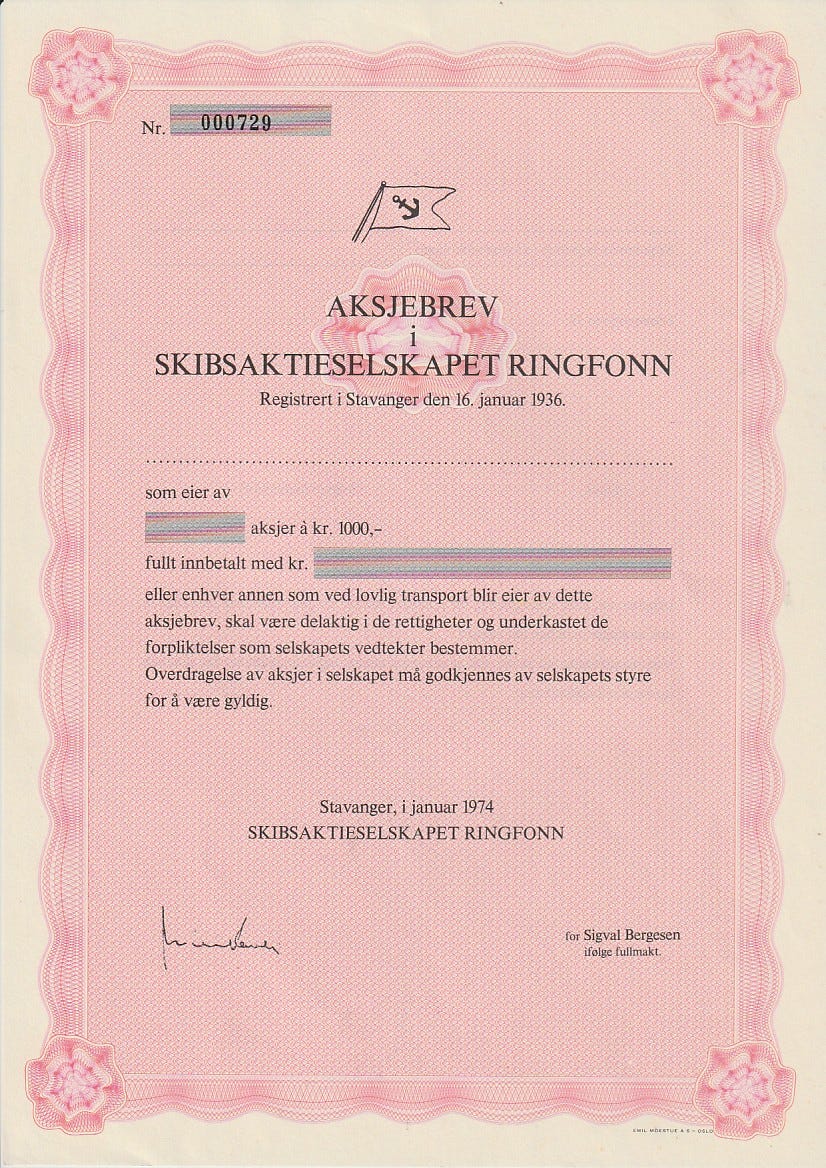 Nr. 000729
AKSJEBREV
i
SKIBSAKTIESELSKAPET RINGFONN
Registrert i Stavanger den 16. januar 1936.
som eier av
aksjer à kr. 1000,–
fullt innbetalt med kr.
eller enhver annen som ved lovlig transport blir eier av dette
aksjebrev, skal være delaktig i de rettigheter og underkastet de
forpliktelser som selskapets vedtekter bestemmer.
Overdragelse av aksjer i selskapet må godkjennes av selskapets styre
for å være gyldig.
Stavanger, i januar 1974
SKIBSAKTIESELSKAPET RINGFONN
for Sigval Bergesen
ifølge fullmakt.
EMIL MOESTUE A S – OSLO